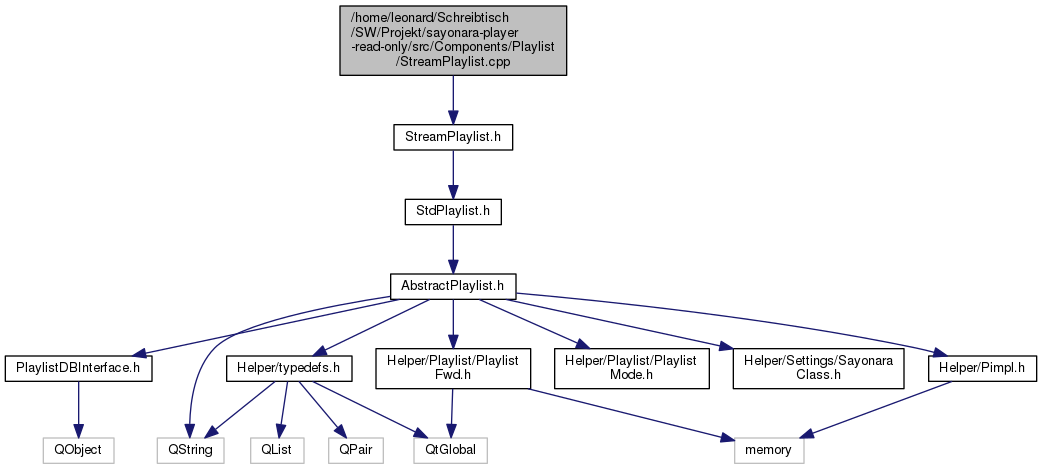 /home/leonard/Schreibtisch
/SW/Projekt/sayonara-player
-read-only/src/Components/Playlist
/StreamPlaylist.cpp
StreamPlaylist.h
StdPlaylist.h
AbstractPlaylist.h
PlaylistDBInterface.h
Helper/typedefs.h
Helper/Playlist/Playlist
Fwd.h
Helper/Playlist/Playlist
Mode.h
Helper/Settings/Sayonara
Class.h
Helper/Pimpl.h
QObject
QString
QList
QPair
QtGlobal
memory